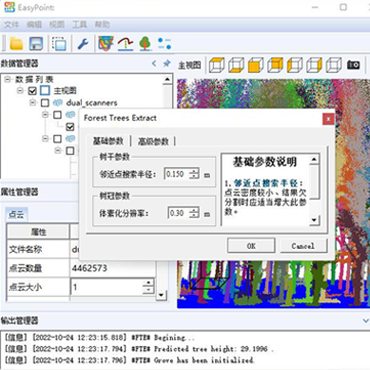 EasyPoint:
文件 编辑 视图 工具 帮助
数据管理器
主视图
数据列表
主视图
dual_scanners
Forest Trees Extract
基础参数 高级参数
树干参数
邻近点搜索半径： 0.150 m
树冠参数
体素化分辨率： 0.30 m
基础参数说明
1.邻近点搜索半径：
点云密度较小、结果欠
分割时应适当增大此参
数。
OK Cancel
属性管理器
点云
属性
文件名称 du
点云数量 4462573
点云大小 1
输出管理器
[信息] [2022-10-24 12:23:15.818] #FTE# Begining...
[信息] [2022-10-24 12:23:17.794] #FTE# Predicted tree height: 29.1996 .
[信息] [2022-10-24 12:23:17.796] #FTE# Grove has been initialized.